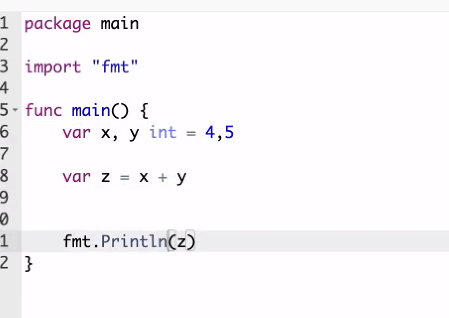 1 package main
2
3 import "fmt"
4
5 func main() {
6 var x, y int = 4,5
7
8 var z = x + y
9
0
1 fmt.Println(z)
2 }